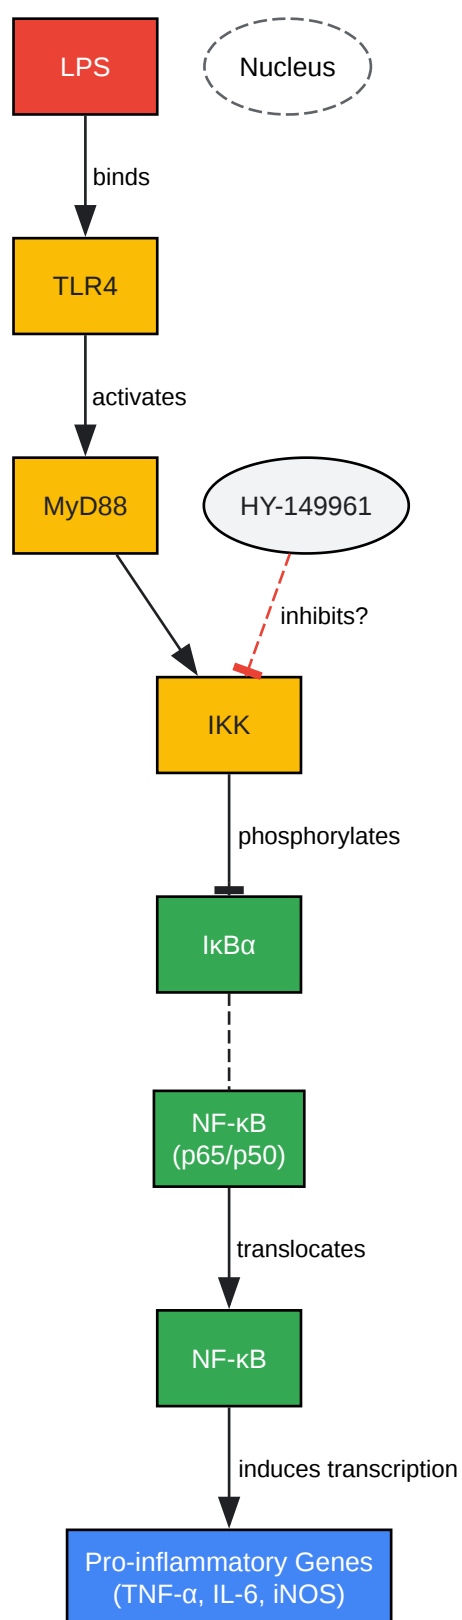 LPS
Nucleus
binds
TLR4
activates
MyD88
HY-149961
inhibits?
IKK
phosphorylates
IκBα
NF-κB
(p65/p50)
translocates
NF-κB
induces transcription
Pro-inflammatory Genes
(TNF-α, IL-6, iNOS)